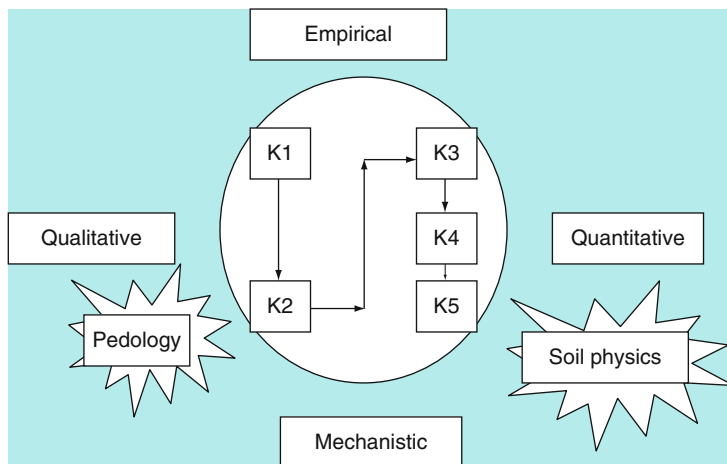 Empirical
K1
K3
Qualitative
K4
Quantitative
K2
K5
Pedology
Soil physics
Mechanistic